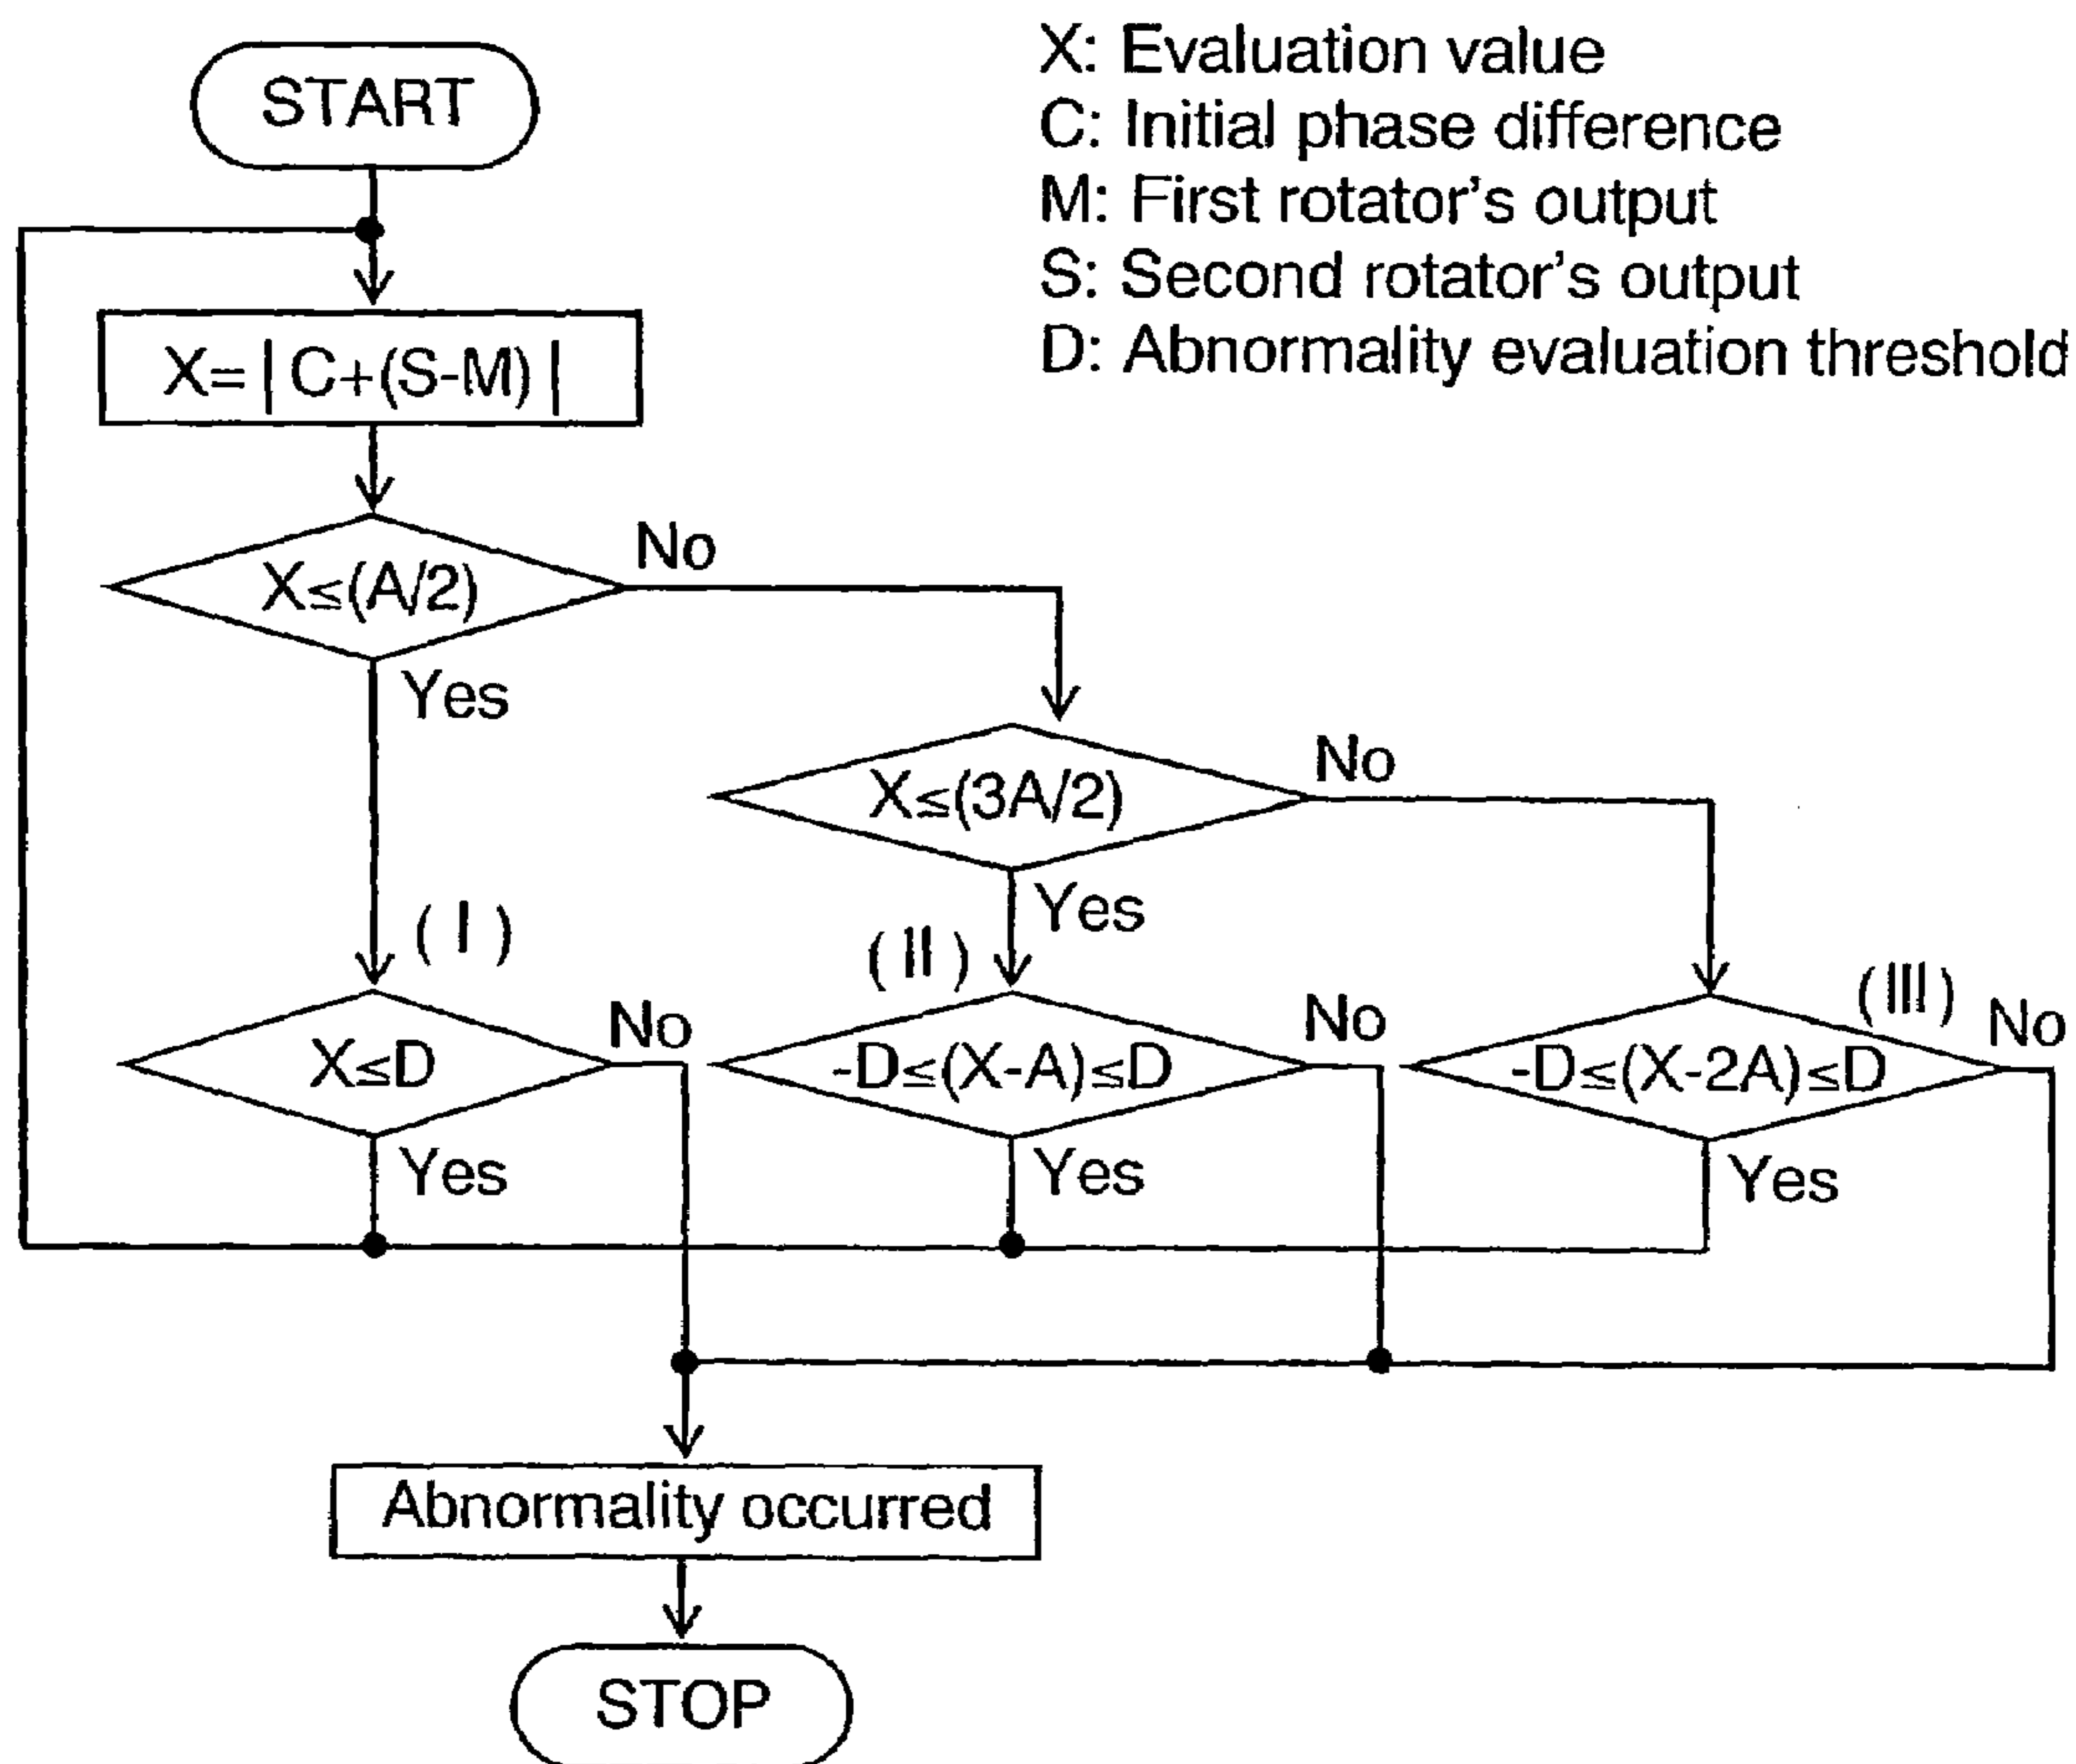 START
X: Evaluation value
C: Initial phase difference
M: First rotator's output
S: Second rotator's output
D: Abnormality evaluation threshold
X=|C+(S-M)|
X≤(A/2)
No
Yes
X≤(3A/2)
No
Yes
(I)
X≤D
No
Yes
(II)
-D≤(X-A)≤D
No
Yes
(III)
-D≤(X-2A)≤D
No
Yes
Abnormality occurred
STOP